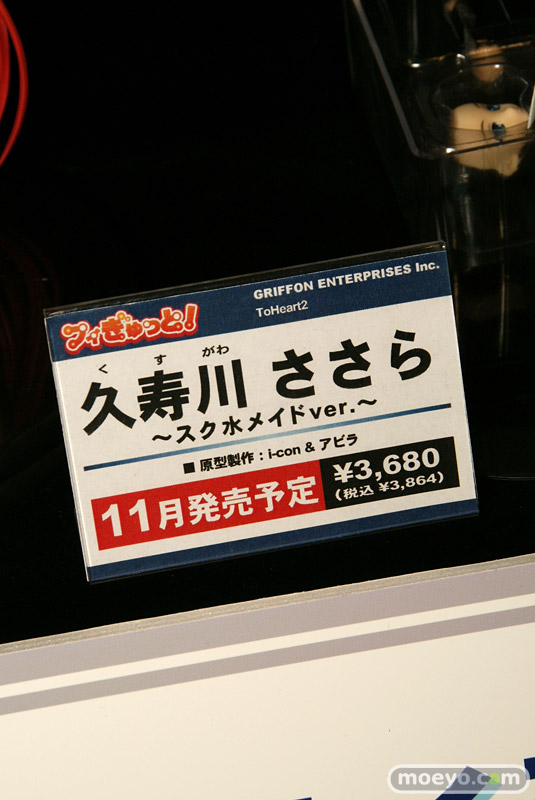 GRIFFON ENTERPRISES Inc.
フィぎゅっと!
ToHeart2
く す がわ
久寿川 ささら
~スク水メイドver.~
■ 原型製作:i-con & アビラ
11月発売予定
¥3,680
(税込 ¥3,864)
moeyo.com